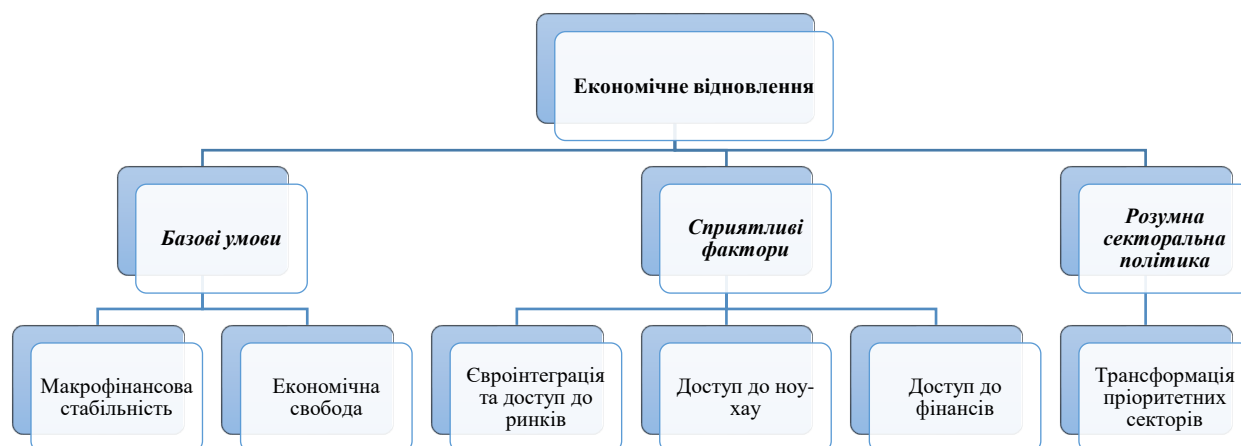 Економічне відновлення
Базові умови
Сприятливі
фактори
Розумна
секторальна
політика
Макрофінансова
стабільність
Економічна
свобода
Євроінтеграція
та доступ до
ринків
Доступ до ноу-
хау
Доступ до
фінансів
Трансформація
пріоритетних
секторів